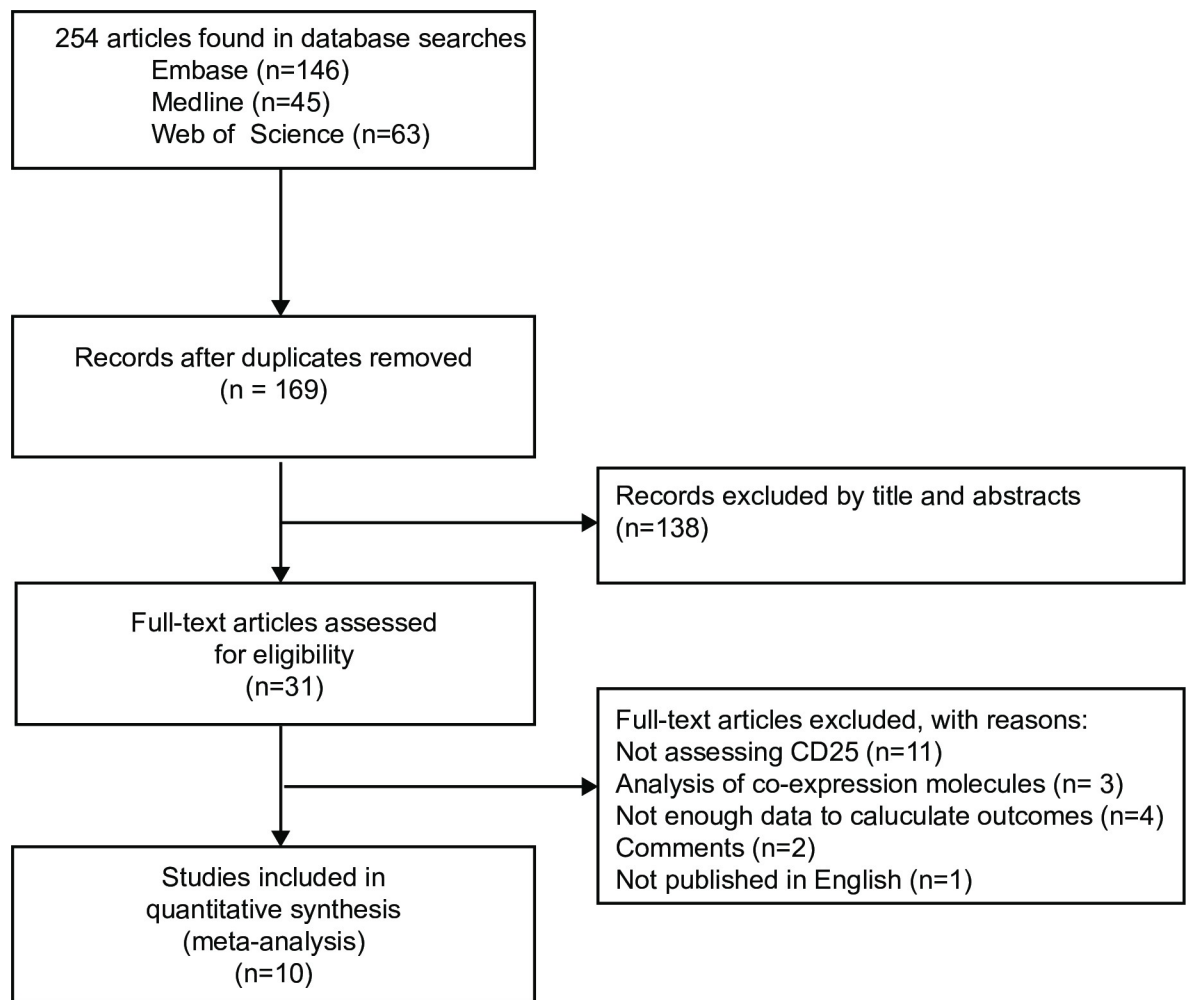 254 articles found in database searches
Embase (n=146)
Medline (n=45)
Web of  Science (n=63)
Records after duplicates removed
(n = 169)
Records excluded by title and abstracts
(n=138)
Full-text articles assessed
for eligibility
(n=31)
Full-text articles excluded, with reasons:
Not assessing CD25 (n=11)
Analysis of co-expression molecules (n= 3)
Not enough data to caluculate outcomes (n=4)
Comments (n=2)
Not published in English (n=1)
Studies included in
quantitative synthesis
(meta-analysis)
(n=10)